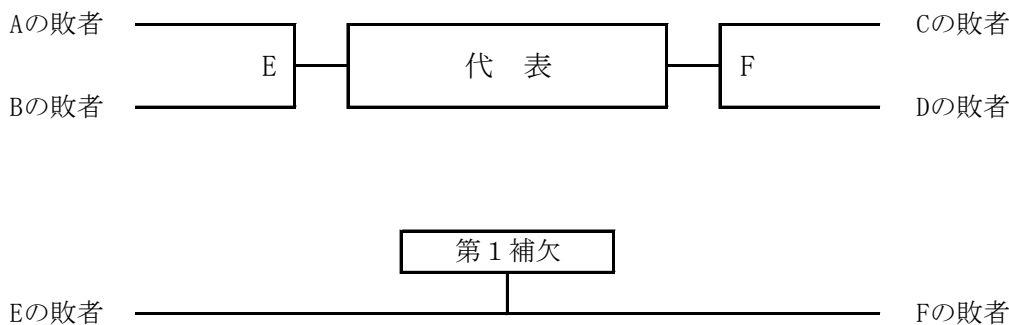 Aの敗者
Cの敗者
E
代 表
F
Bの敗者
Dの敗者
第１補欠
Eの敗者
Fの敗者